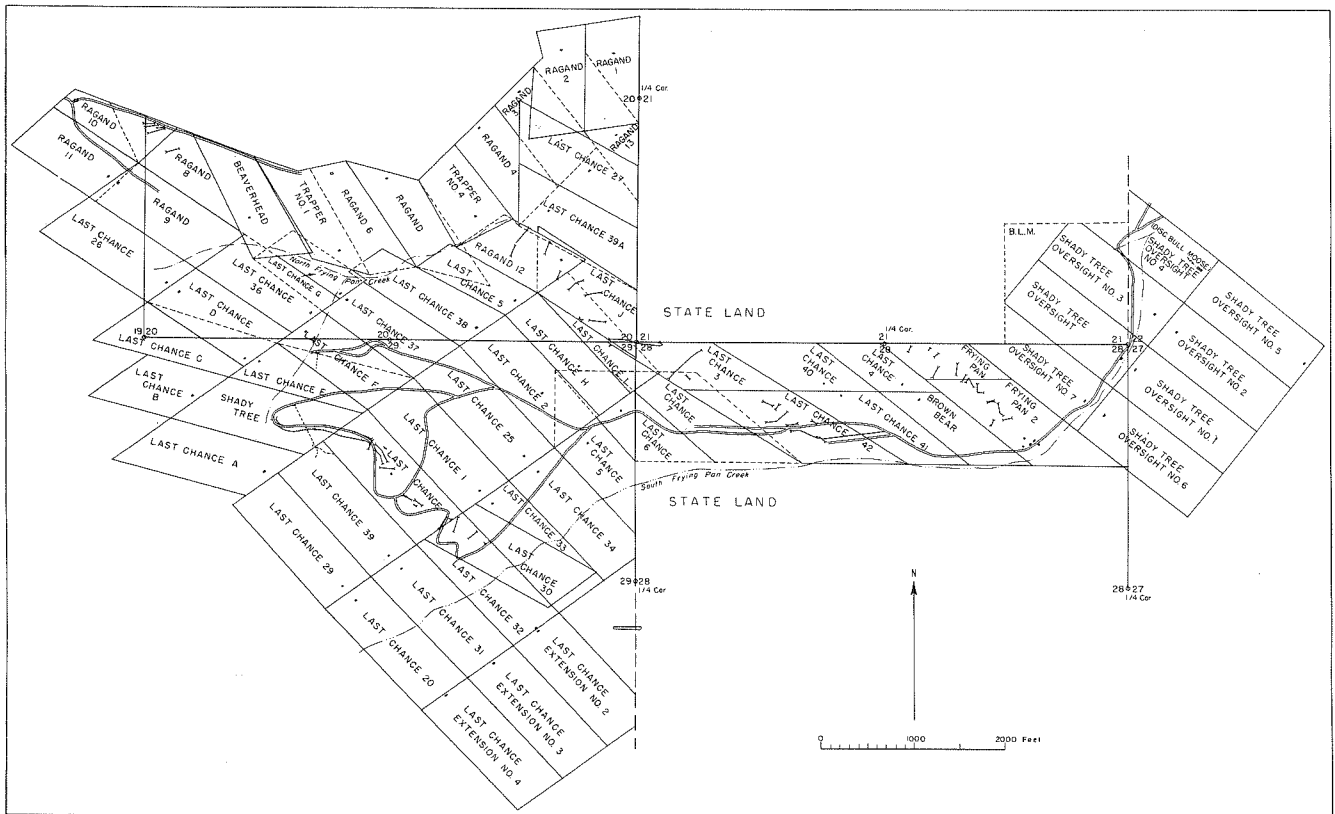 RAGAND
2
RAGAND
1
1/4 Cor.
20 21
RAGAND
3
RAGAND
13
RAGAND
10
RAGAND
11
RAGAND
8
BEAVERHEAD
TRAPPER
NO. 1
RAGAND 6
RAGAND
TRAPPER
NO. 4
RAGAND 4
LAST CHANCE 27
LAST CHANCE 39A
RAGAND
9
LAST CHANCE
26
RAGAND 12
North Frying Pan Creek
LAST CHANCE
36
LAST CHANCE G
LAST CHANCE
D
LAST CHANCE 38
LAST
CHANCE 5
LAST CHANCE
J
LAST CHANCE 37
STATE LAND
B.L.M.
(DISC. BULL MOOSE)
SHADY TREE
OVERSIGHT
NO 4
SHADY TREE
OVERSIGHT NO. 3
SHADY TREE
OVERSIGHT NO. 5
SHADY TREE
OVERSIGHT
SHADY TREE
OVERSIGHT NO. 2
SHADY TREE
OVERSIGHT NO. 7
SHADY TREE
OVERSIGHT NO. 1
SHADY TREE
OVERSIGHT NO. 6
19 20
20
29
20 21
29 28
1/4 Cor.
21
28
21 22
28 27
LAST CHANCE C
LAST CHANCE E
LAST CHANCE F
LAST
CHANCE
B
SHADY
TREE
LAST CHANCE A
LAST CHANCE 2
LAST CHANCE H
LAST CHANCE L
LAST CHANCE
25
LAST CHANCE 1
LAST
CHANCE
LAST CHANCE
3
LAST CHANCE
7
LAST CHANCE
6
LAST CHANCE
5
LAST CHANCE
40
LAST CHANCE
4
LAST CHANCE
42
LAST CHANCE 41
BROWN
BEAR
FRYING
PAN
FRYING
PAN 2
South Frying Pan Creek
STATE LAND
LAST CHANCE 34
LAST CHANCE 33
LAST
CHANCE
30
LAST CHANCE
39
LAST CHANCE 29
LAST CHANCE 32
LAST CHANCE 31
LAST CHANCE 20
29 28
1/4 Cor
28 27
1/4 Cor
LAST CHANCE
EXTENSION NO. 2
LAST CHANCE
EXTENSION NO. 3
LAST CHANCE
EXTENSION NO. 4
N
0 1000 2000 Feet